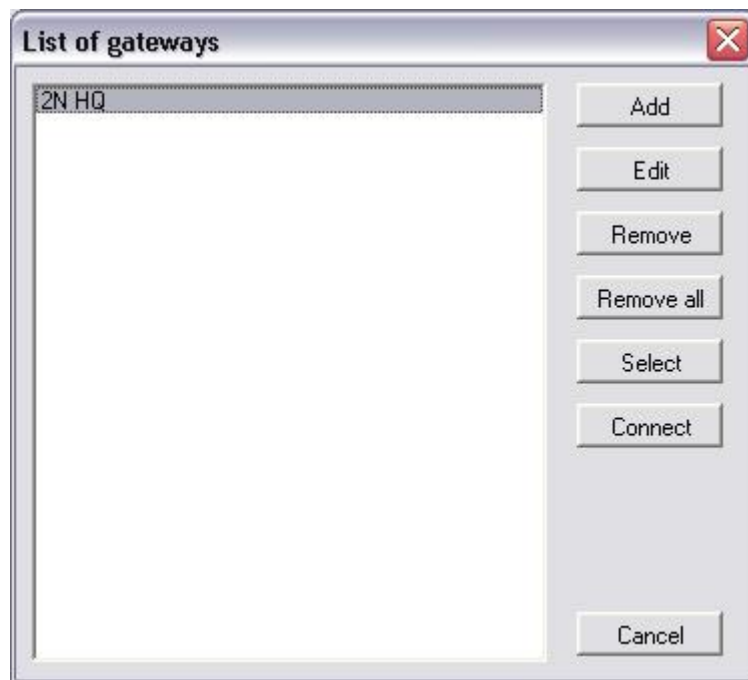 List of gateways
2N HQ
Add
Edit
Remove
Remove all
Select
Connect
Cancel